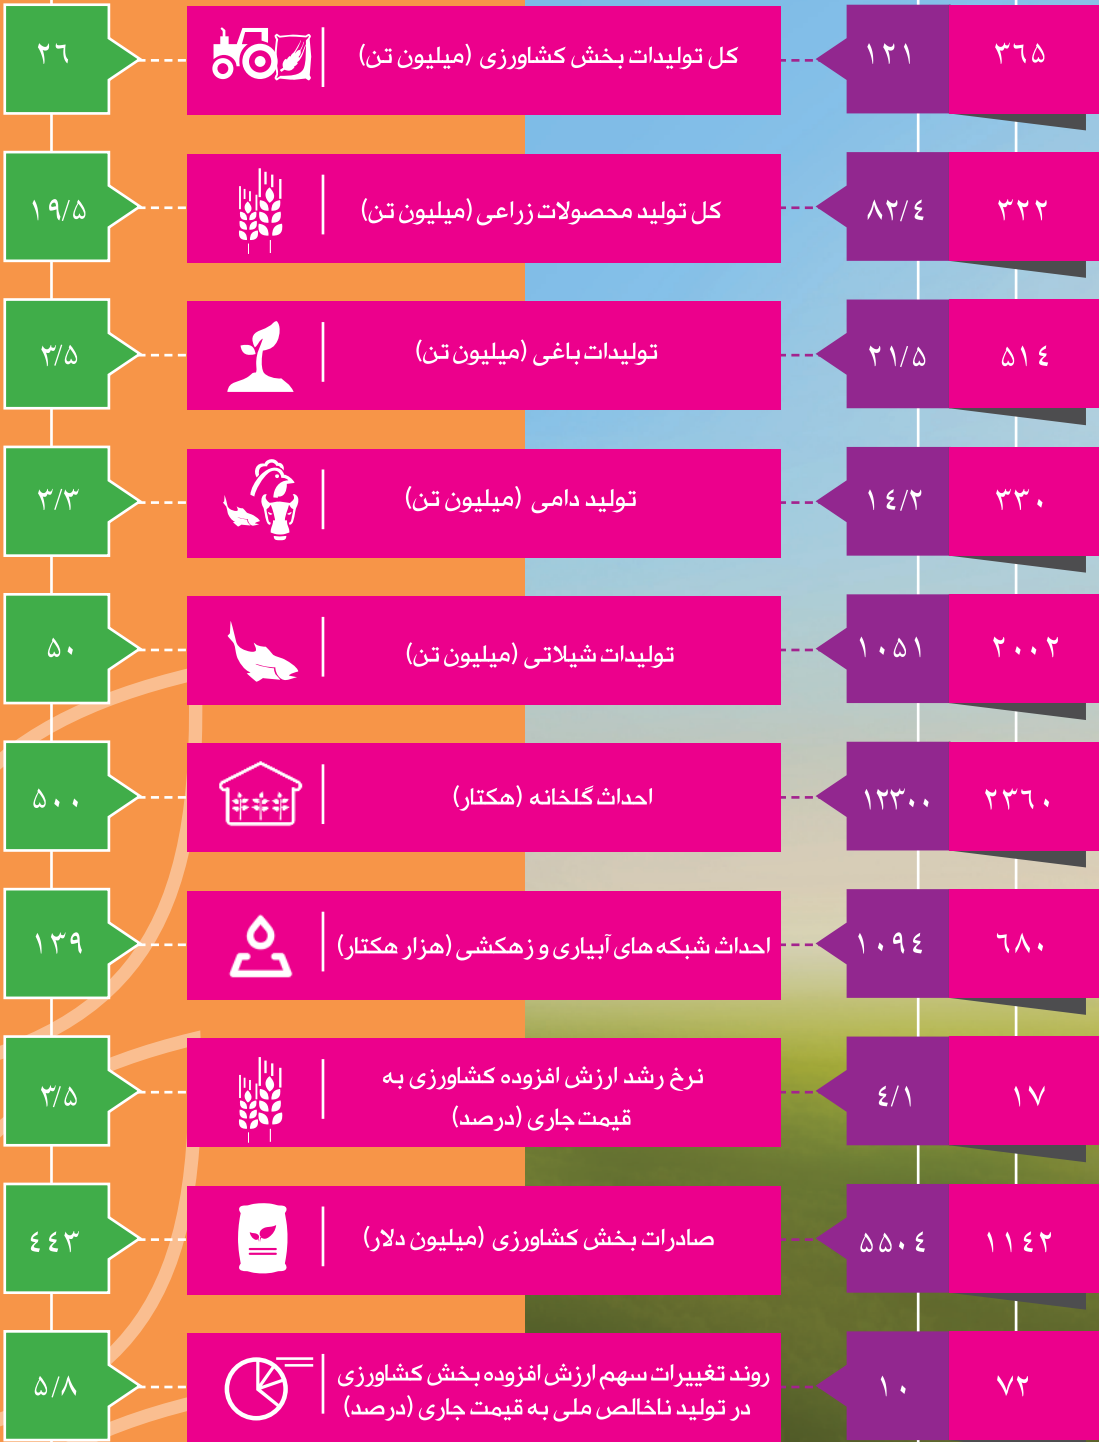 ۳٦۵
۱۲۱
کل تولیدات بخش کشاورزی (میلیون تن)
۲٦
۳۲۲
۸۲/٤
کل تولید محصولات زراعی (میلیون تن)
۱۹/۵
۵۱٤
۲۱/۵
تولیدات باغی (میلیون تن)
۳/۵
۳۳۰
۱٤/۲
تولید دامی (میلیون تن)
۲/۳
۲۰۰۲
۱۰۵۱
تولیدات شیلاتی (میلیون تن)
۵۰
۲۳٦۰
۱۲۳۰۰
احداث گلخانه (هکتار)
۵۰۰
٦۸۰
۱۰۹٤
احداث شبکه های آبیاری و زهکشی (هزار هکتار)
۱۳۹
۱۷
٤/۱
نرخ رشد ارزش افزوده کشاورزی به
قیمت جاری (درصد)
۳/۵
۱۱٤۲
۵۵۰٤
صادرات بخش کشاورزی (میلیون دلار)
٤٤۳
۷۲
۱۰
روند تغییرات سهم ارزش افزوده بخش کشاورزی
در تولید ناخالص ملی به قیمت جاری (درصد)
۵/۸